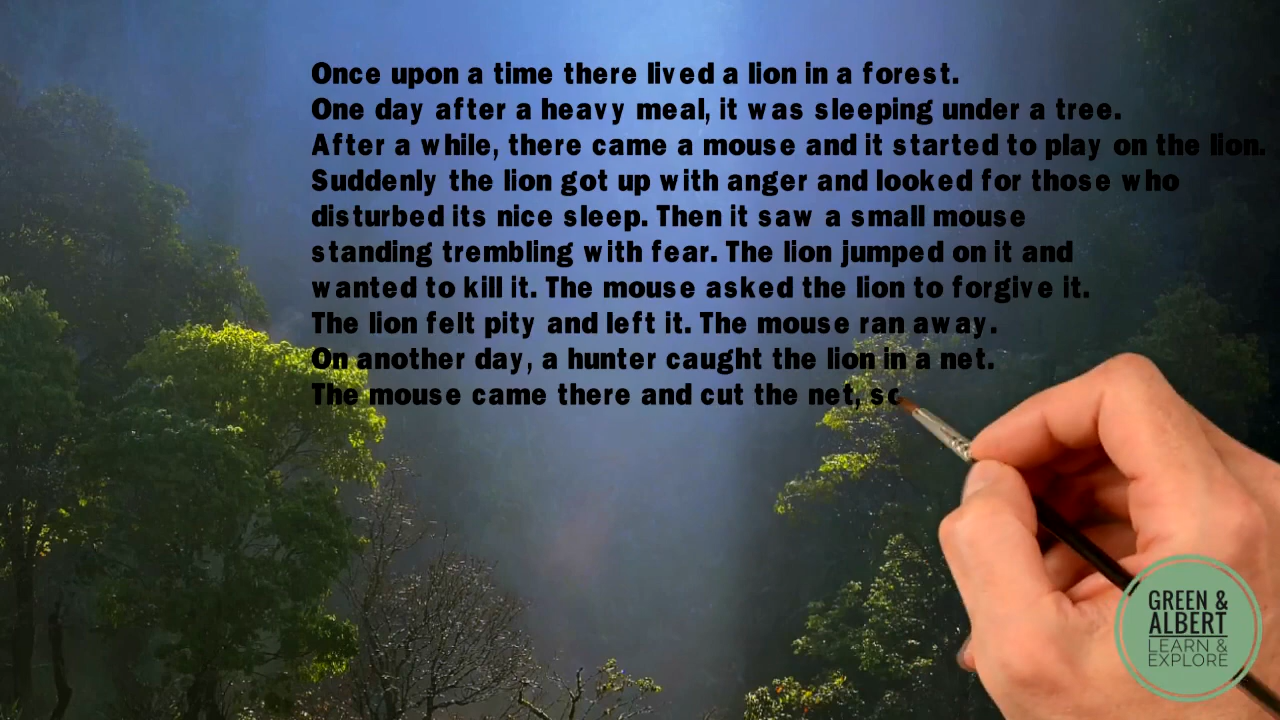 Once upon a time there lived a lion in a forest.
One day after a heavy meal, it was sleeping under a tree.
After a while, there came a mouse and it started to play on the lion.
Suddenly the lion got up with anger and looked for those who
disturbed its nice sleep. Then it saw a small mouse
standing trembling with fear. The lion jumped on it and
wanted to kill it. The mouse asked the lion to forgive it.
The lion felt pity and left it. The mouse ran away.
On another day, a hunter caught the lion in a net.
The mouse came there and cut the net,
GREEN &
ALBERT
LEARN &
EXPLORE